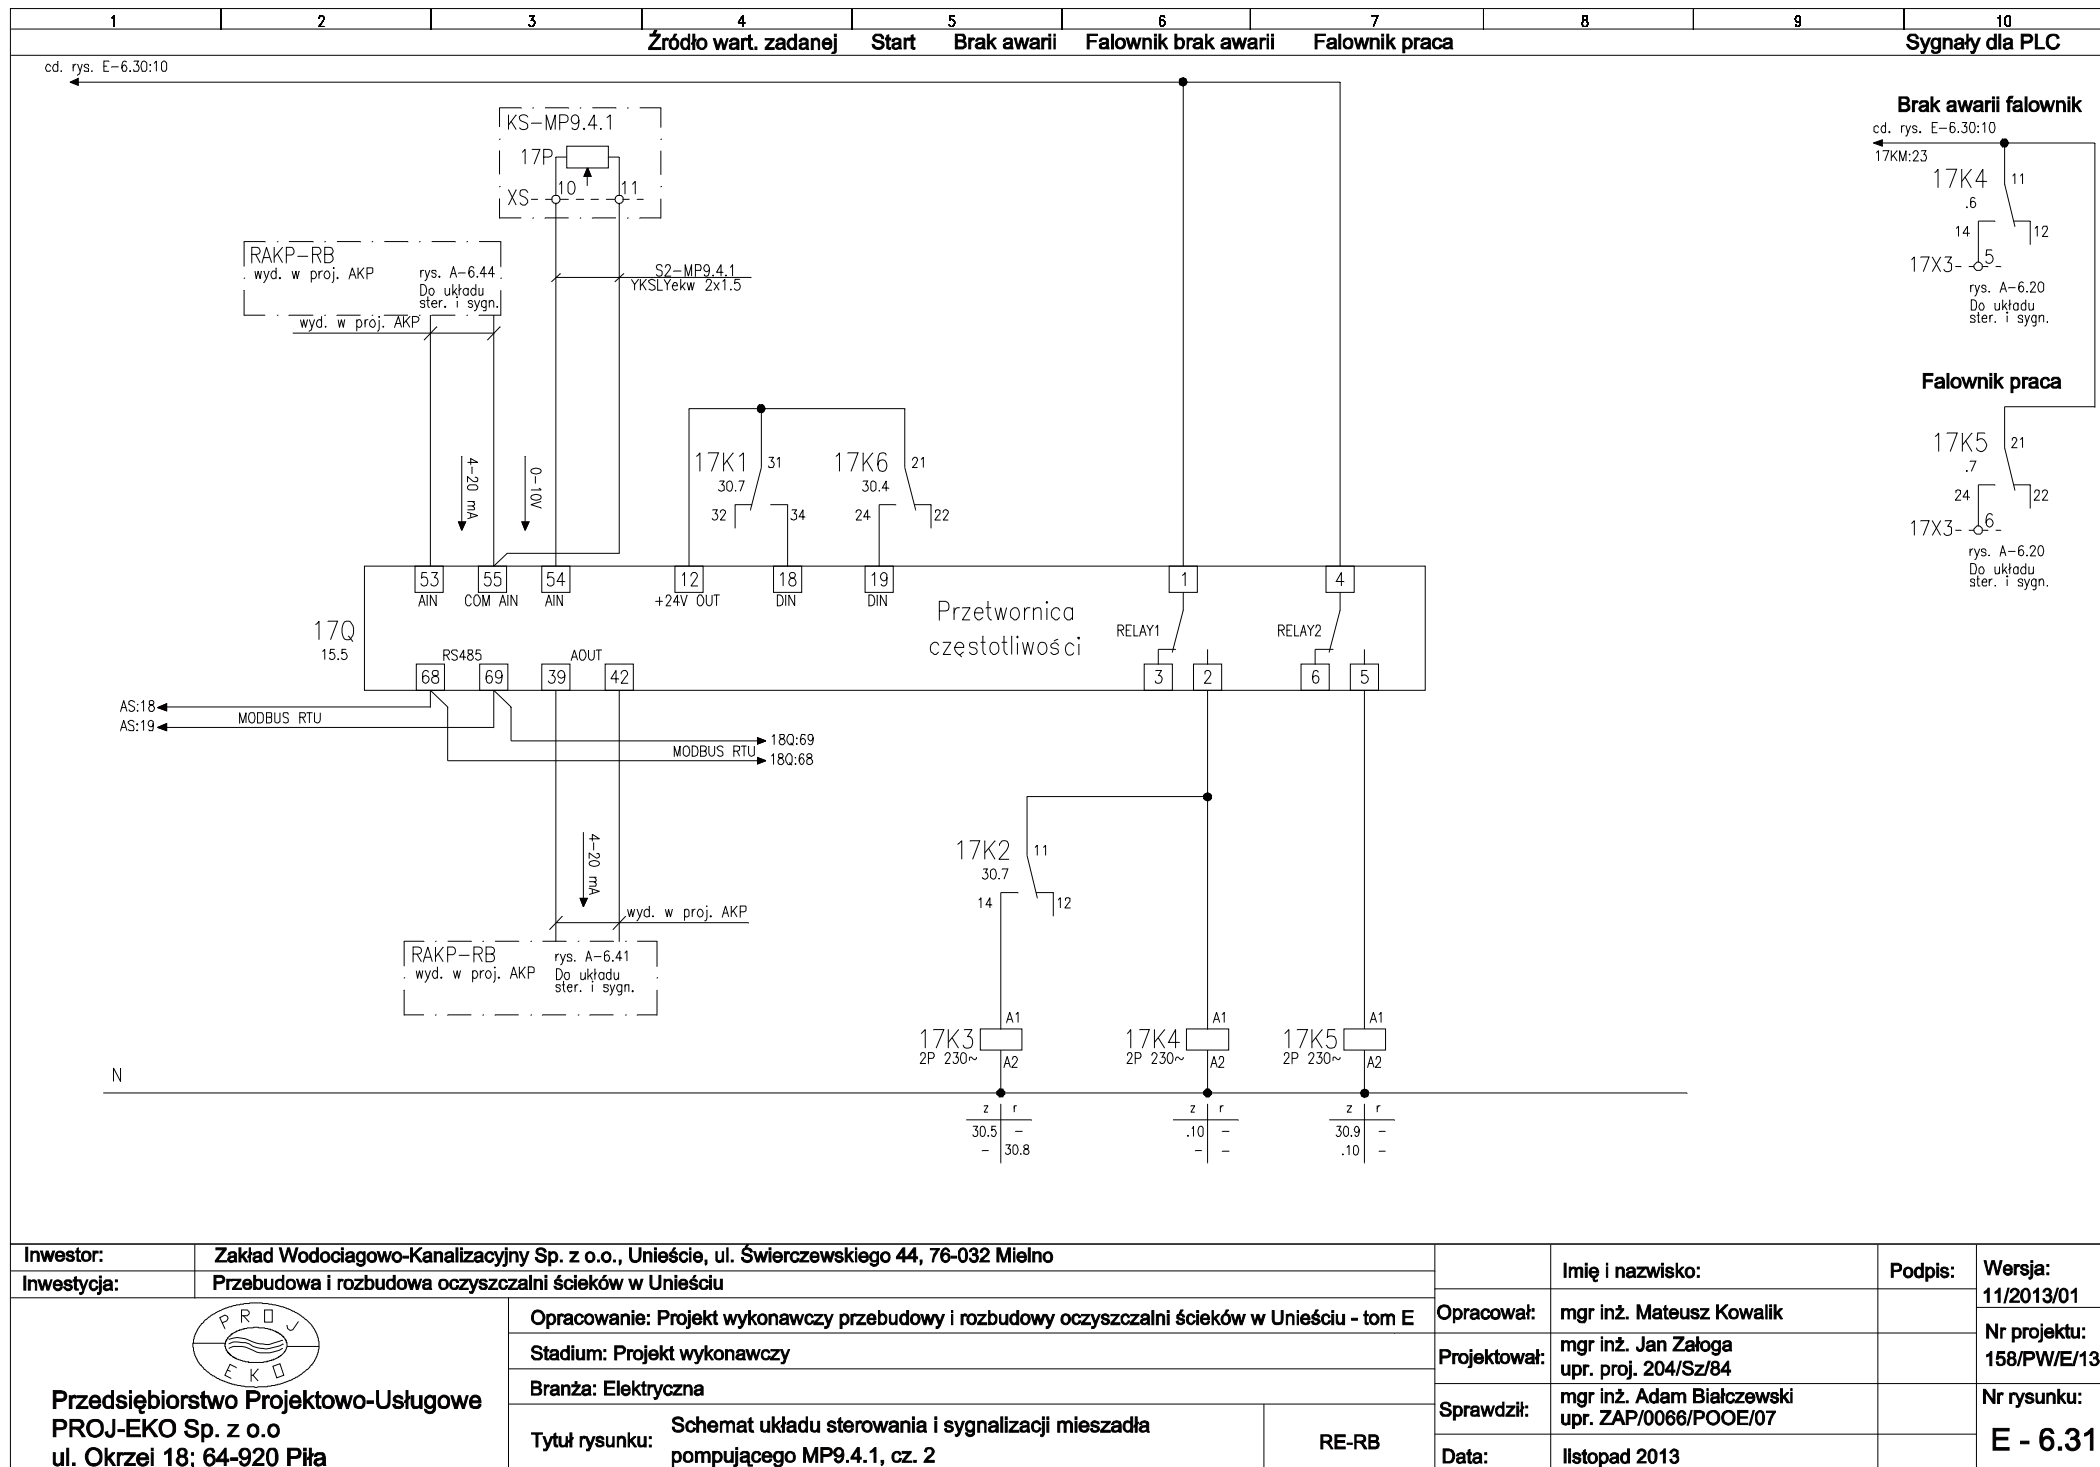 1 2 3 4 5 6 7 8 9 10
Źródło wart. zadanej Start Brak awarii Falownik brak awarii Falownik praca Sygnały dla PLC
cd. rys. E-6.30:10
KS-MP9.4.1
17P
XS
10
11
RAKP-RB
wyd. w proj. AKP
rys. A-6.44
Do układu
ster. i sygn.
wyd. w proj. AKP
S2-MP9.4.1
YKSLYekw 2x1.5
4-20 mA
0-10V
17K1
30.7
31
32
34
17K6
30.4
21
24
22
53
AIN
55
COM AIN
54
AIN
12
+24V OUT
18
DIN
19
DIN
1
4
17Q
15.5
Przetwornica
częstotliwości
RELAY1
RELAY2
RS485
AOUT
68
69
39
42
3
2
6
5
AS:18
AS:19
MODBUS RTU
MODBUS RTU
18Q:69
18Q:68
4-20 mA
wyd. w proj. AKP
RAKP-RB
wyd. w proj. AKP
rys. A-6.41
Do układu
ster. i sygn.
17K2
30.7
11
14
12
17K3
2P 230~
A1
A2
17K4
2P 230~
A1
A2
17K5
2P 230~
A1
A2
N
z r
30.5 -
- 30.8
z r
.10 -
- -
z r
30.9 -
.10 -
Brak awarii falownik
cd. rys. E-6.30:10
17KM:23
17K4
.6
11
14
12
17X3
5
rys. A-6.20
Do układu
ster. i sygn.
Falownik praca
17K5
.7
21
24
22
17X3
6
rys. A-6.20
Do układu
ster. i sygn.
Inwestor: Zakład Wodociagowo-Kanalizacyjny Sp. z o.o., Unieście, ul. Świerczewskiego 44, 76-032 Mielno
Inwestycja: Przebudowa i rozbudowa oczyszczalni ścieków w Unieściu
PROJ
EKO
Przedsiębiorstwo Projektowo-Usługowe
PROJ-EKO Sp. z o.o
ul. Okrzei 18; 64-920 Piła
Opracowanie: Projekt wykonawczy przebudowy i rozbudowy oczyszczalni ścieków w Unieściu - tom E
Stadium: Projekt wykonawczy
Branża: Elektryczna
Tytuł rysunku: Schemat układu sterowania i sygnalizacji mieszadła
pompującego MP9.4.1, cz. 2
RE-RB
Imię i nazwisko: Podpis:
Opracował: mgr inż. Mateusz Kowalik
Projektował: mgr inż. Jan Załoga
upr. proj. 204/Sz/84
Sprawdził: mgr inż. Adam Białczewski
upr. ZAP/0066/POOE/07
Data: listopad 2013
Wersja:
11/2013/01
Nr projektu:
158/PW/E/13
Nr rysunku:
E - 6.31